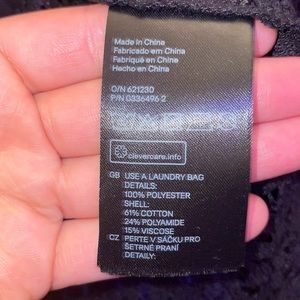 Made in China
Fabricado em China
Fabriqué en Chine
Hecho en China
O/N 621230
P/N 0336496 2
clevercare.info
GB USE A LAUNDRY BAG
DETAILS:
100% POLYESTER
SHELL:
61% COTTON
24% POLYAMIDE
15% VISCOSE
CZ PERTE V SÁČKU PRO
ŠETRNÉ PRANÍ
DETAILY: